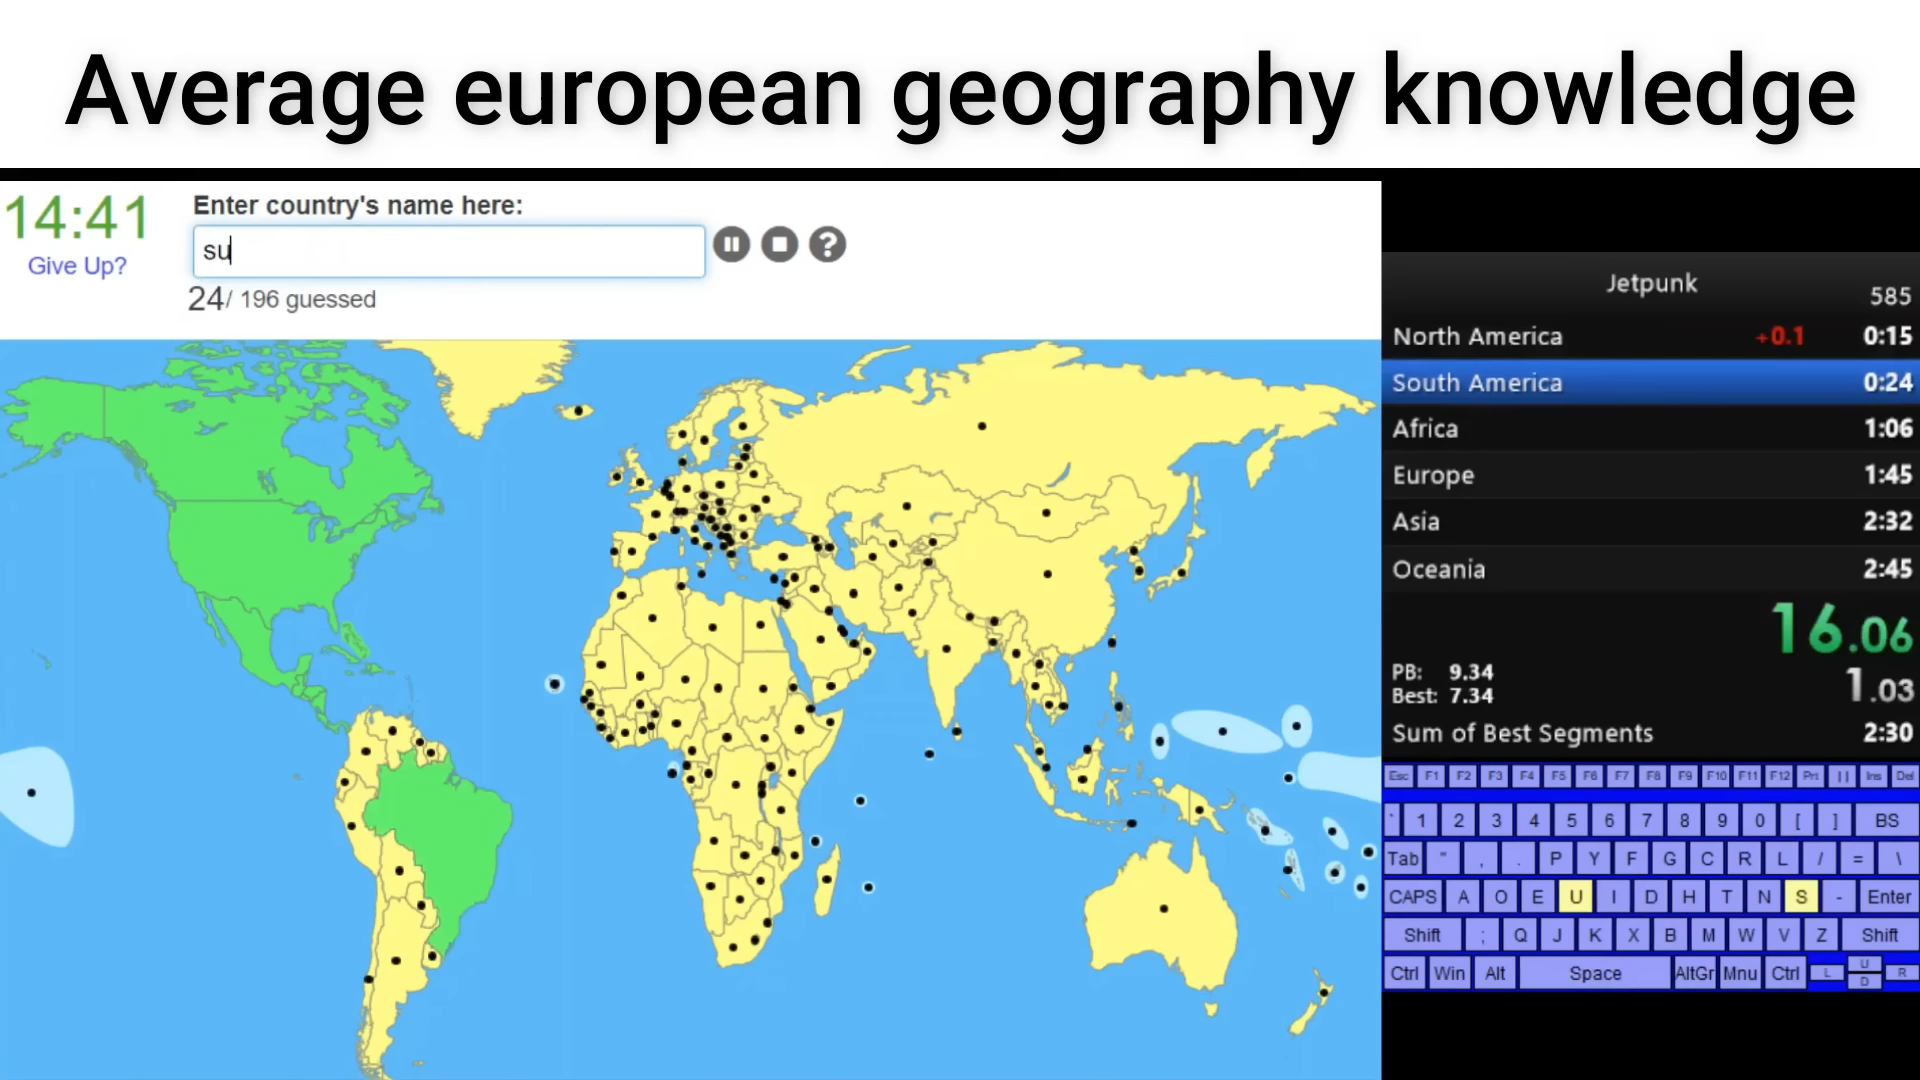 Average european geography knowledge
14:41
Give Up?
Enter country's name here:
su
24/ 196 guessed
Jetpunk
585
North America +0.1 0:15
South America 0:24
Africa 1:06
Europe 1:45
Asia 2:32
Oceania 2:45
16.06
PB: 9.34
Best: 7.34
1.03
Sum of Best Segments 2:30
Esc F1 F2 F3 F4 F5 F6 F7 F8 F9 F10 F11 F12 Prn || Ins Del
` 1 2 3 4 5 6 7 8 9 0 [ ] BS
Tab " , . P Y F G C R L / = \
CAPS A O E U I D H T N S - Enter
Shift ; Q J K X B M W V Z Shift
Ctrl Win Alt Space AltGr Mnu Ctrl L U D R